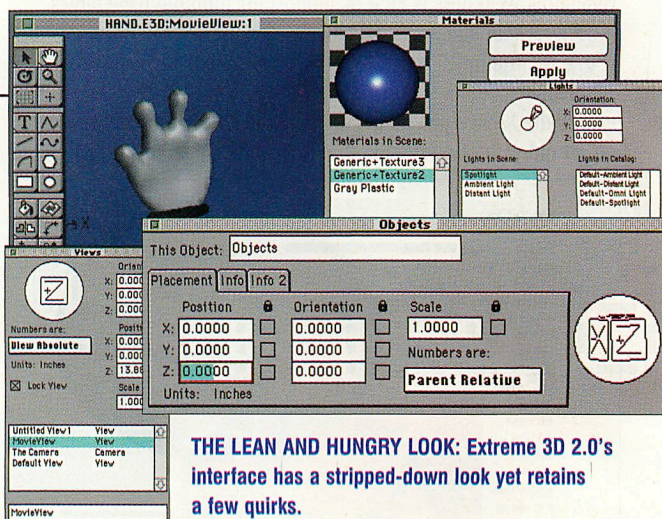 HAND.E3D:MovieView:1
Materials
Preview
Apply
Materials in Scene:
Generic+Texture3
Generic+Texture2
Gray Plastic
Lights
Orientation:
X: 0.0000
Y: 0.0000
Z: 0.0000
Lights in Scene:
Spotlight
Ambient Light
Distant Light
Lights in Catalog:
Default-Ambient Light
Default-Distant Light
Default-Omni Light
Default-Spotlight
T
X
Objects
This Object: Objects
Placement Info Info 2
Position Orientation Scale
X: 0.0000 0.0000 1.0000
Y: 0.0000 0.0000 Numbers are:
Z: 0.0000 0.0000 Parent Relative
Units: Inches
X Z
Views
Z
X:
Y:
Z:
Numbers are:
View Absolute
Units: Inches
Lock View
X:
Y:
Z:
Scale
Untitled View1 View
MovieView View
The Camera Camera
Default View View
MovieView
THE LEAN AND HUNGRY LOOK: Extreme 3D 2.0's
interface has a stripped-down look yet retains
a few quirks.